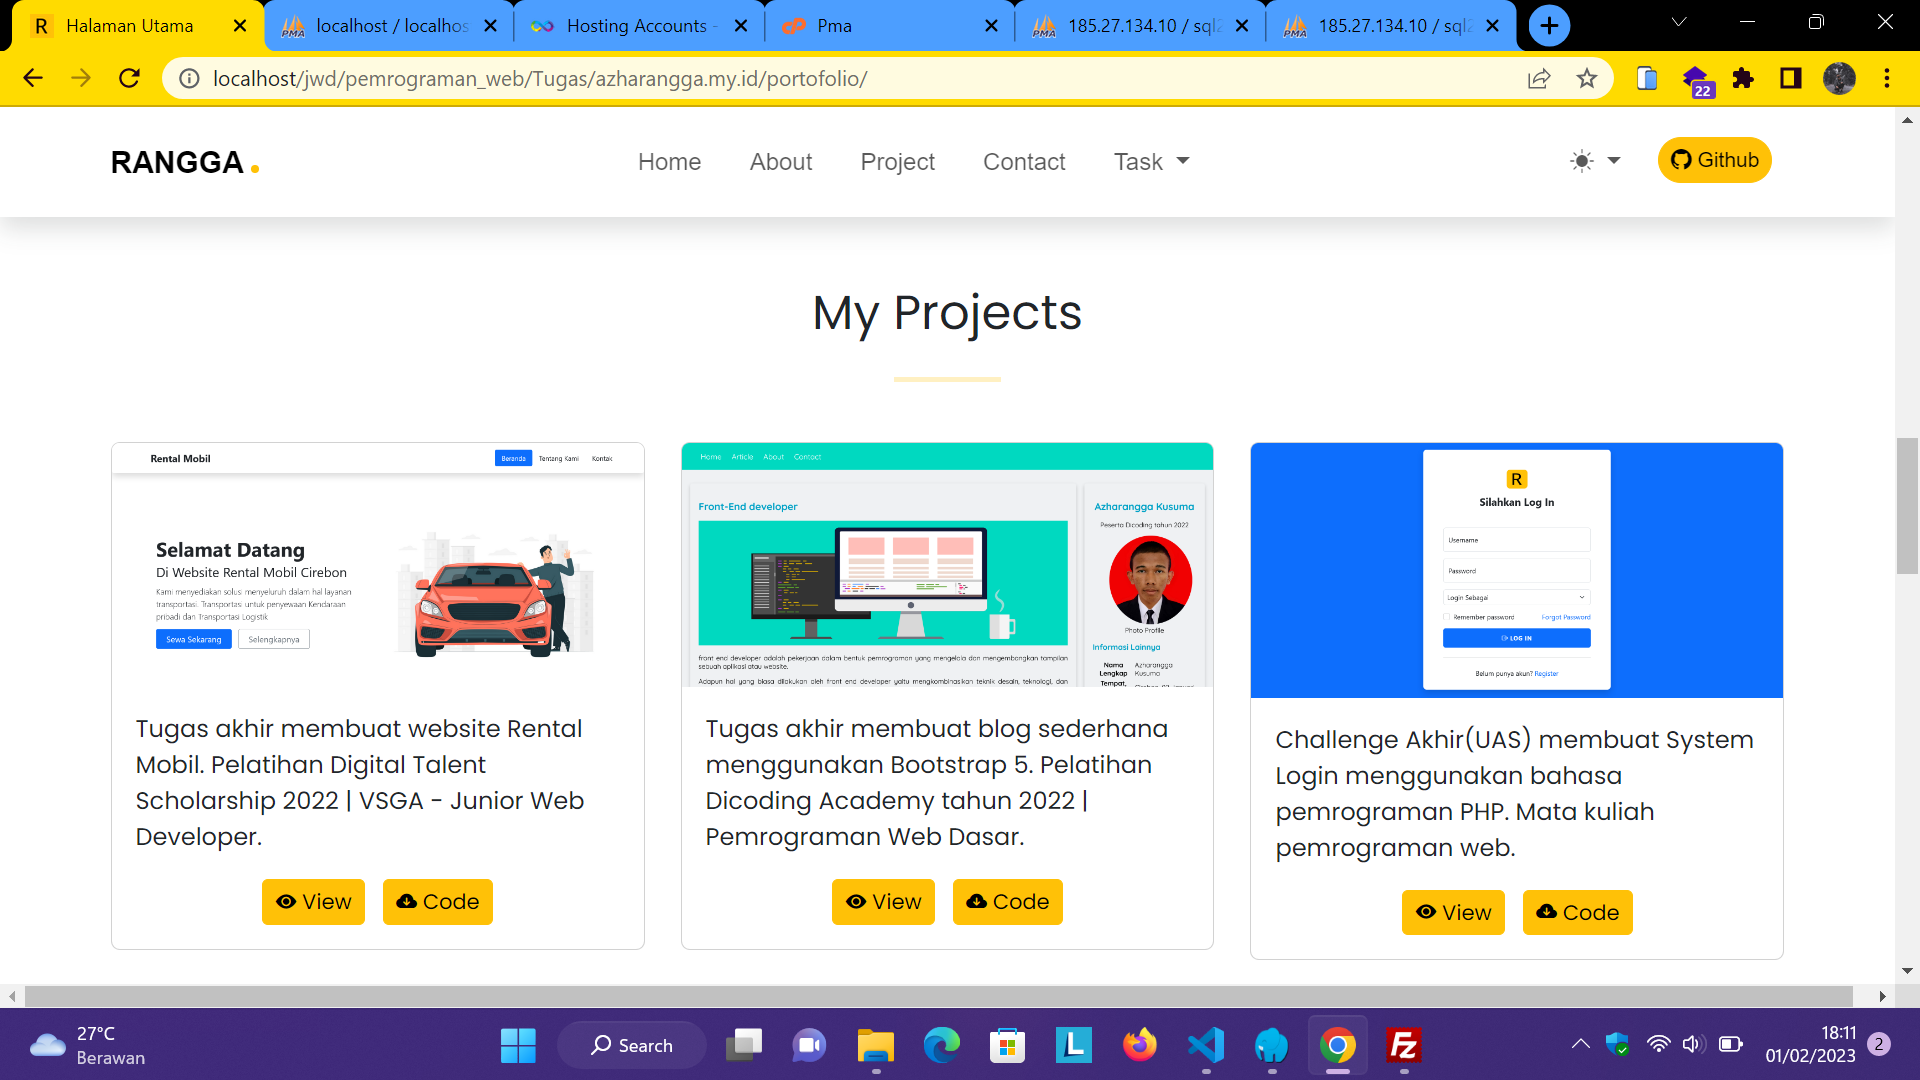 Halaman Utama
localhost / localhos
Hosting Accounts -
Pma
185.27.134.10 / sql2
185.27.134.10 / sql2
localhost/jwd/pemrograman_web/Tugas/azharangga.my.id/portofolio/
22
RANGGA.
Home
About
Project
Contact
Task
Github
My Projects
Rental Mobil
Beranda
Tentang Kami
Kontak
Selamat Datang
Di Website Rental Mobil Cirebon
Kami menyediakan solusi menyeluruh dalam hal layanan
transportasi. Transportasi untuk penyewaan Kendaraan
pribadi dan Transportasi Logistik
Sewa Sekarang
Selengkapnya
Tugas akhir membuat website Rental
Mobil. Pelatihan Digital Talent
Scholarship 2022 | VSGA - Junior Web
Developer.
View
Code
Home
Article
About
Contact
Front-End developer
front end developer adalah pekerjaan dalam bentuk pemrograman yang mengelola dan mengembangkan tampilan
sebuah aplikasi atau website.
Adapun hal yang biasa dilakukan oleh front end developer yaitu mengkombinasikan teknik desain, teknologi, dan
Azharangga Kusuma
Peserta Dicoding tahun 2022
Photo Profile
Informasi Lainnya
Nama Lengkap
Azharangga Kusuma
Tempat,
Tugas akhir membuat blog sederhana
menggunakan Bootstrap 5. Pelatihan
Dicoding Academy tahun 2022 |
Pemrograman Web Dasar.
View
Code
R
Silahkan Log In
Username
Password
Login Sebagai
Remember password
Forgot Password
LOG IN
Belum punya akun? Register
Challenge Akhir(UAS) membuat System
Login menggunakan bahasa
pemrograman PHP. Mata kuliah
pemrograman web.
View
Code
27°C
Berawan
Search
18:11
01/02/2023
2